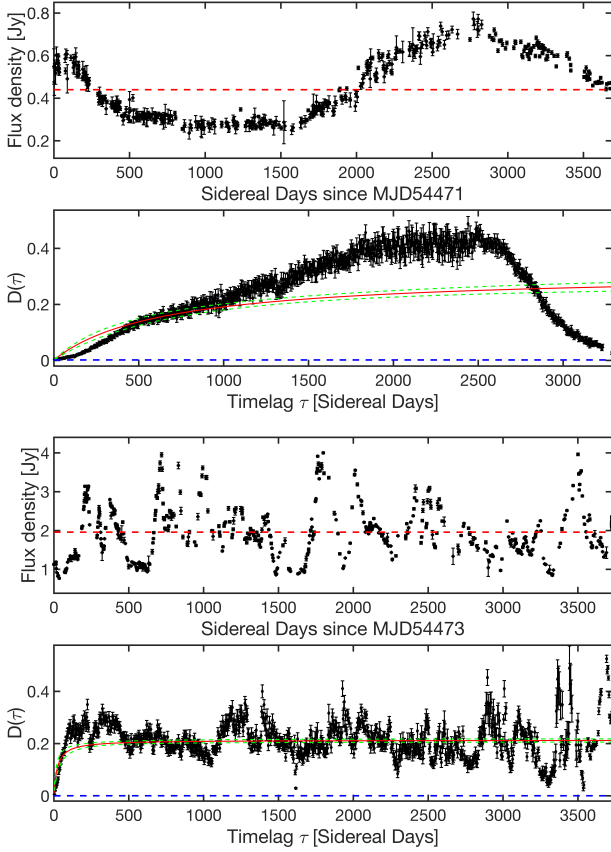 0.8
0.6
0.4
0.2
Flux density [Jy]
500 1000 1500 2000 2500 3000 3500
Sidereal Days since MJD54471
0.4
0.2
0
D(τ)
0 500 1000 1500 2000 2500 3000
Timelag τ [Sidereal Days]
4
3
2
1
Flux density [Jy]
0 500 1000 1500 2000 2500 3000 3500
Sidereal Days since MJD54473
0.4
0.2
0
D(τ)
0 500 1000 1500 2000 2500 3000 3500
Timelag τ [Sidereal Days]